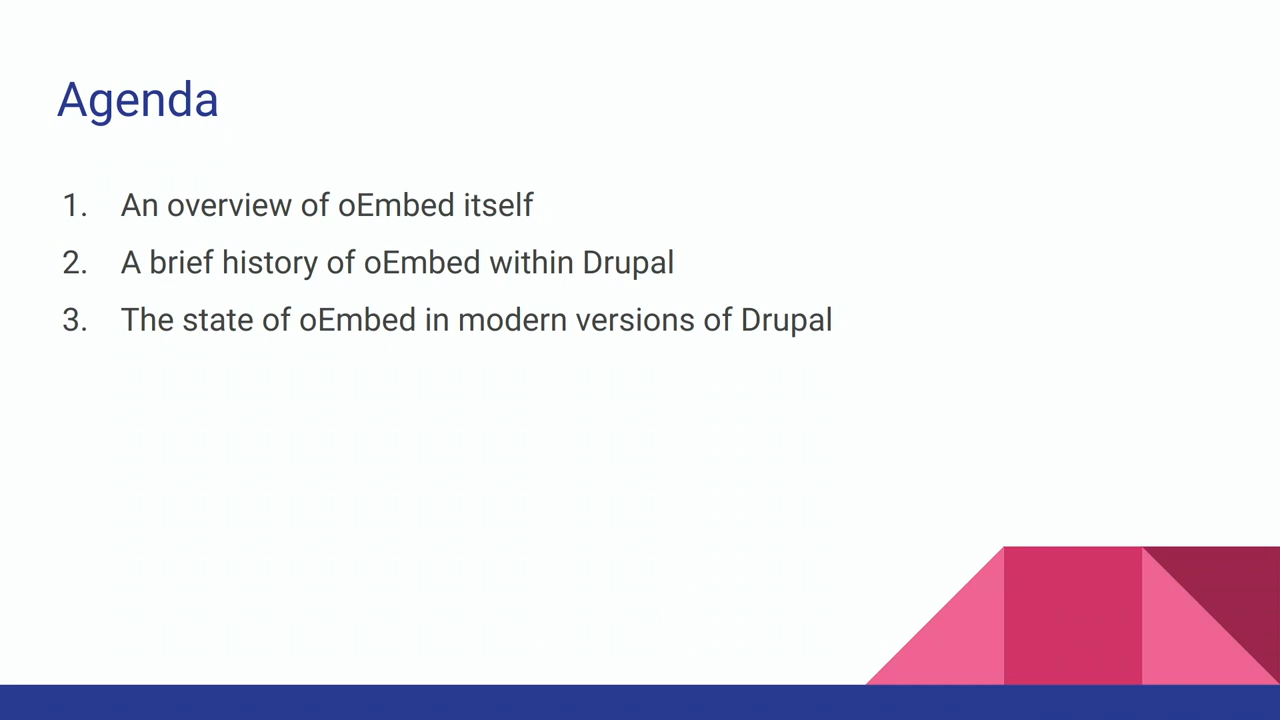 Agenda
1. An overview of oEmbed itself
2. A brief history of oEmbed within Drupal
3. The state of oEmbed in modern versions of Drupal